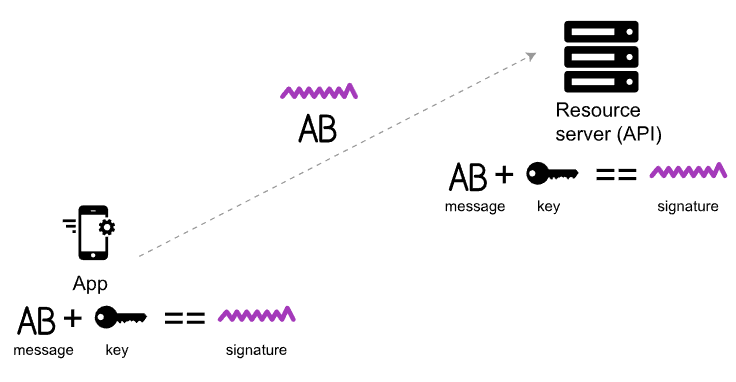 AB
Resource
server (API)
AB + == 
message key signature
App
AB + ==
message key signature